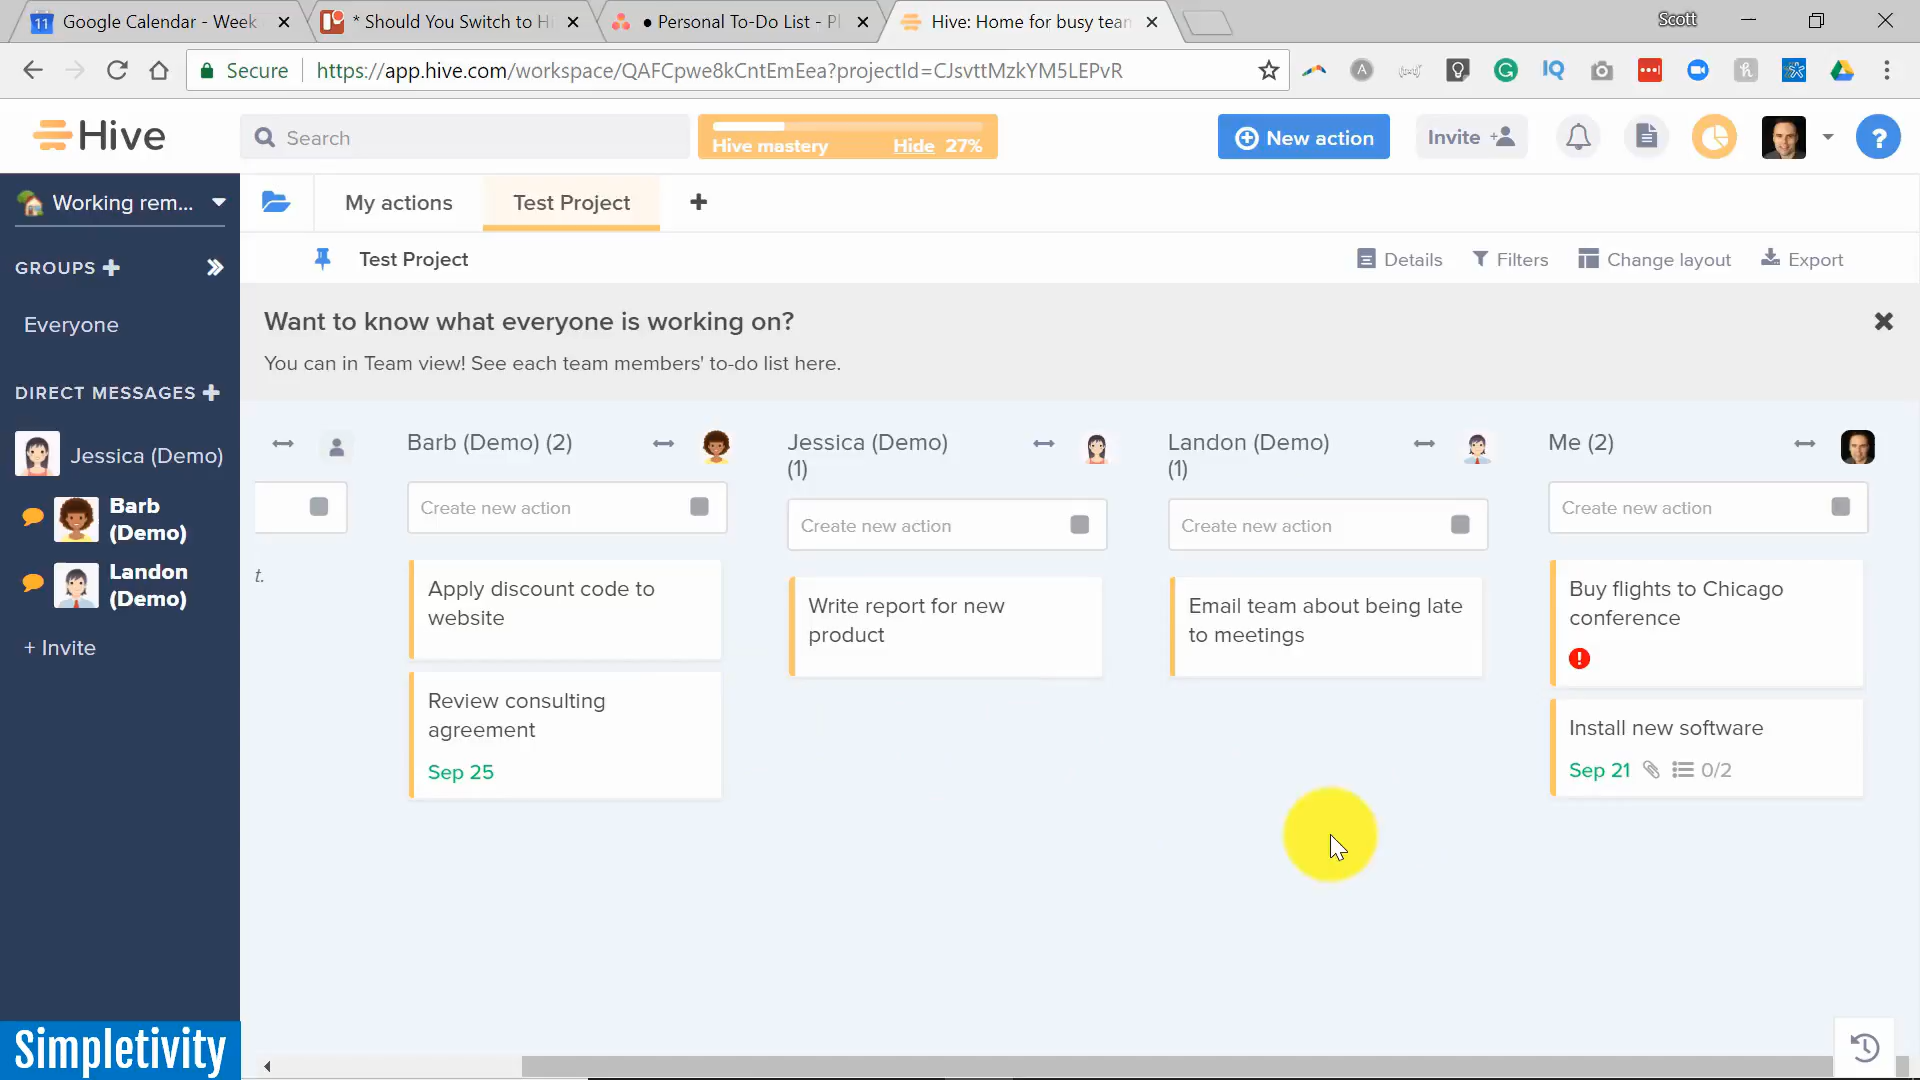 Google Calendar - Week
* Should You Switch to Hi
● Personal To-Do List - Pl
Hive: Home for busy team
Scott
11
Secure
https://app.hive.com/workspace/QAFCpwe8kCntEmEea?projectId=CJsvttMzkYM5LEPvR
A
IQ
Hive
Search
Hive mastery
Hide 27%
New action
Invite
?
Working rem...
My actions
Test Project
+
GROUPS +
Test Project
Details
Filters
Change layout
Export
Everyone
Want to know what everyone is working on?
You can in Team view! See each team members' to-do list here.
DIRECT MESSAGES +
Jessica (Demo)
Barb
(Demo)
Landon
(Demo)
+ Invite
t.
Barb (Demo) (2)
Create new action
Apply discount code to
website
Review consulting
agreement
Sep 25
Jessica (Demo)
(1)
Create new action
Write report for new
product
Landon (Demo)
(1)
Create new action
Email team about being late
to meetings
Me (2)
Create new action
Buy flights to Chicago
conference
!
Install new software
Sep 21
0/2
Simpletivity